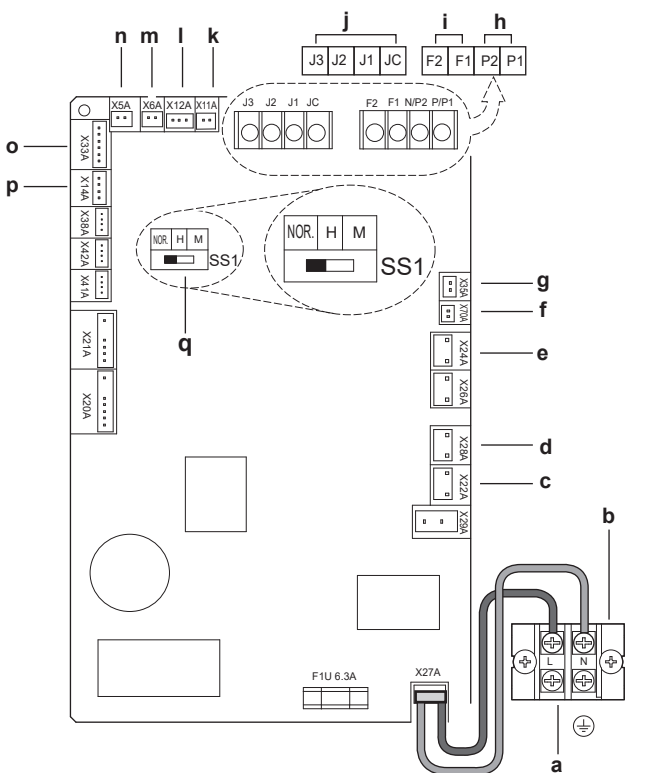 j
i
h
n
m
l
k
J3 J2 J1 JC
F2 F1 P2 P1
X5A
X6A
X12A
X11A
J3 J2 J1 JC
F2 F1 N/P2 P/P1
o
X33A
p
X14A
X38A
X42A
X41A
NOR. H M
SS1
NOR. H M
SS1
q
X21A
X20A
X35A
g
X70A
f
X24A
e
X26A
X28A
d
X22A
c
X29A
b
L N
F1U 6.3A
X27A
a